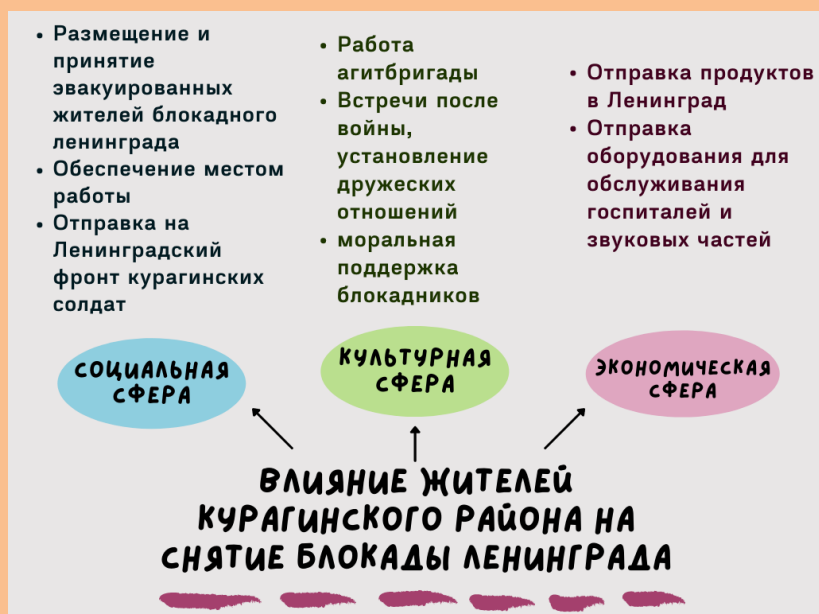 • Размещение и
принятие
эвакуированных
жителей блокадного
ленинграда
• Обеспечение местом
работы
• Отправка на
Ленинградский
фронт курагинских
солдат
• Работа
агитбригады
• Встречи после
войны,
установление
дружеских
отношений
• моральная
поддержка
блокадников
• Отправка продуктов
в Ленинград
• Отправка
оборудования для
обслуживания
госпиталей и
звуковых частей
СОЦИАЛЬНАЯ
СФЕРА
КУЛЬТУРНАЯ
СФЕРА
ЭКОНОМИЧЕСКАЯ
СФЕРА
ВЛИЯНИЕ ЖИТЕЛЕЙ
КУРАГИНСКОГО РАЙОНА НА
СНЯТИЕ БЛОКАДЫ ЛЕНИНГРАДА